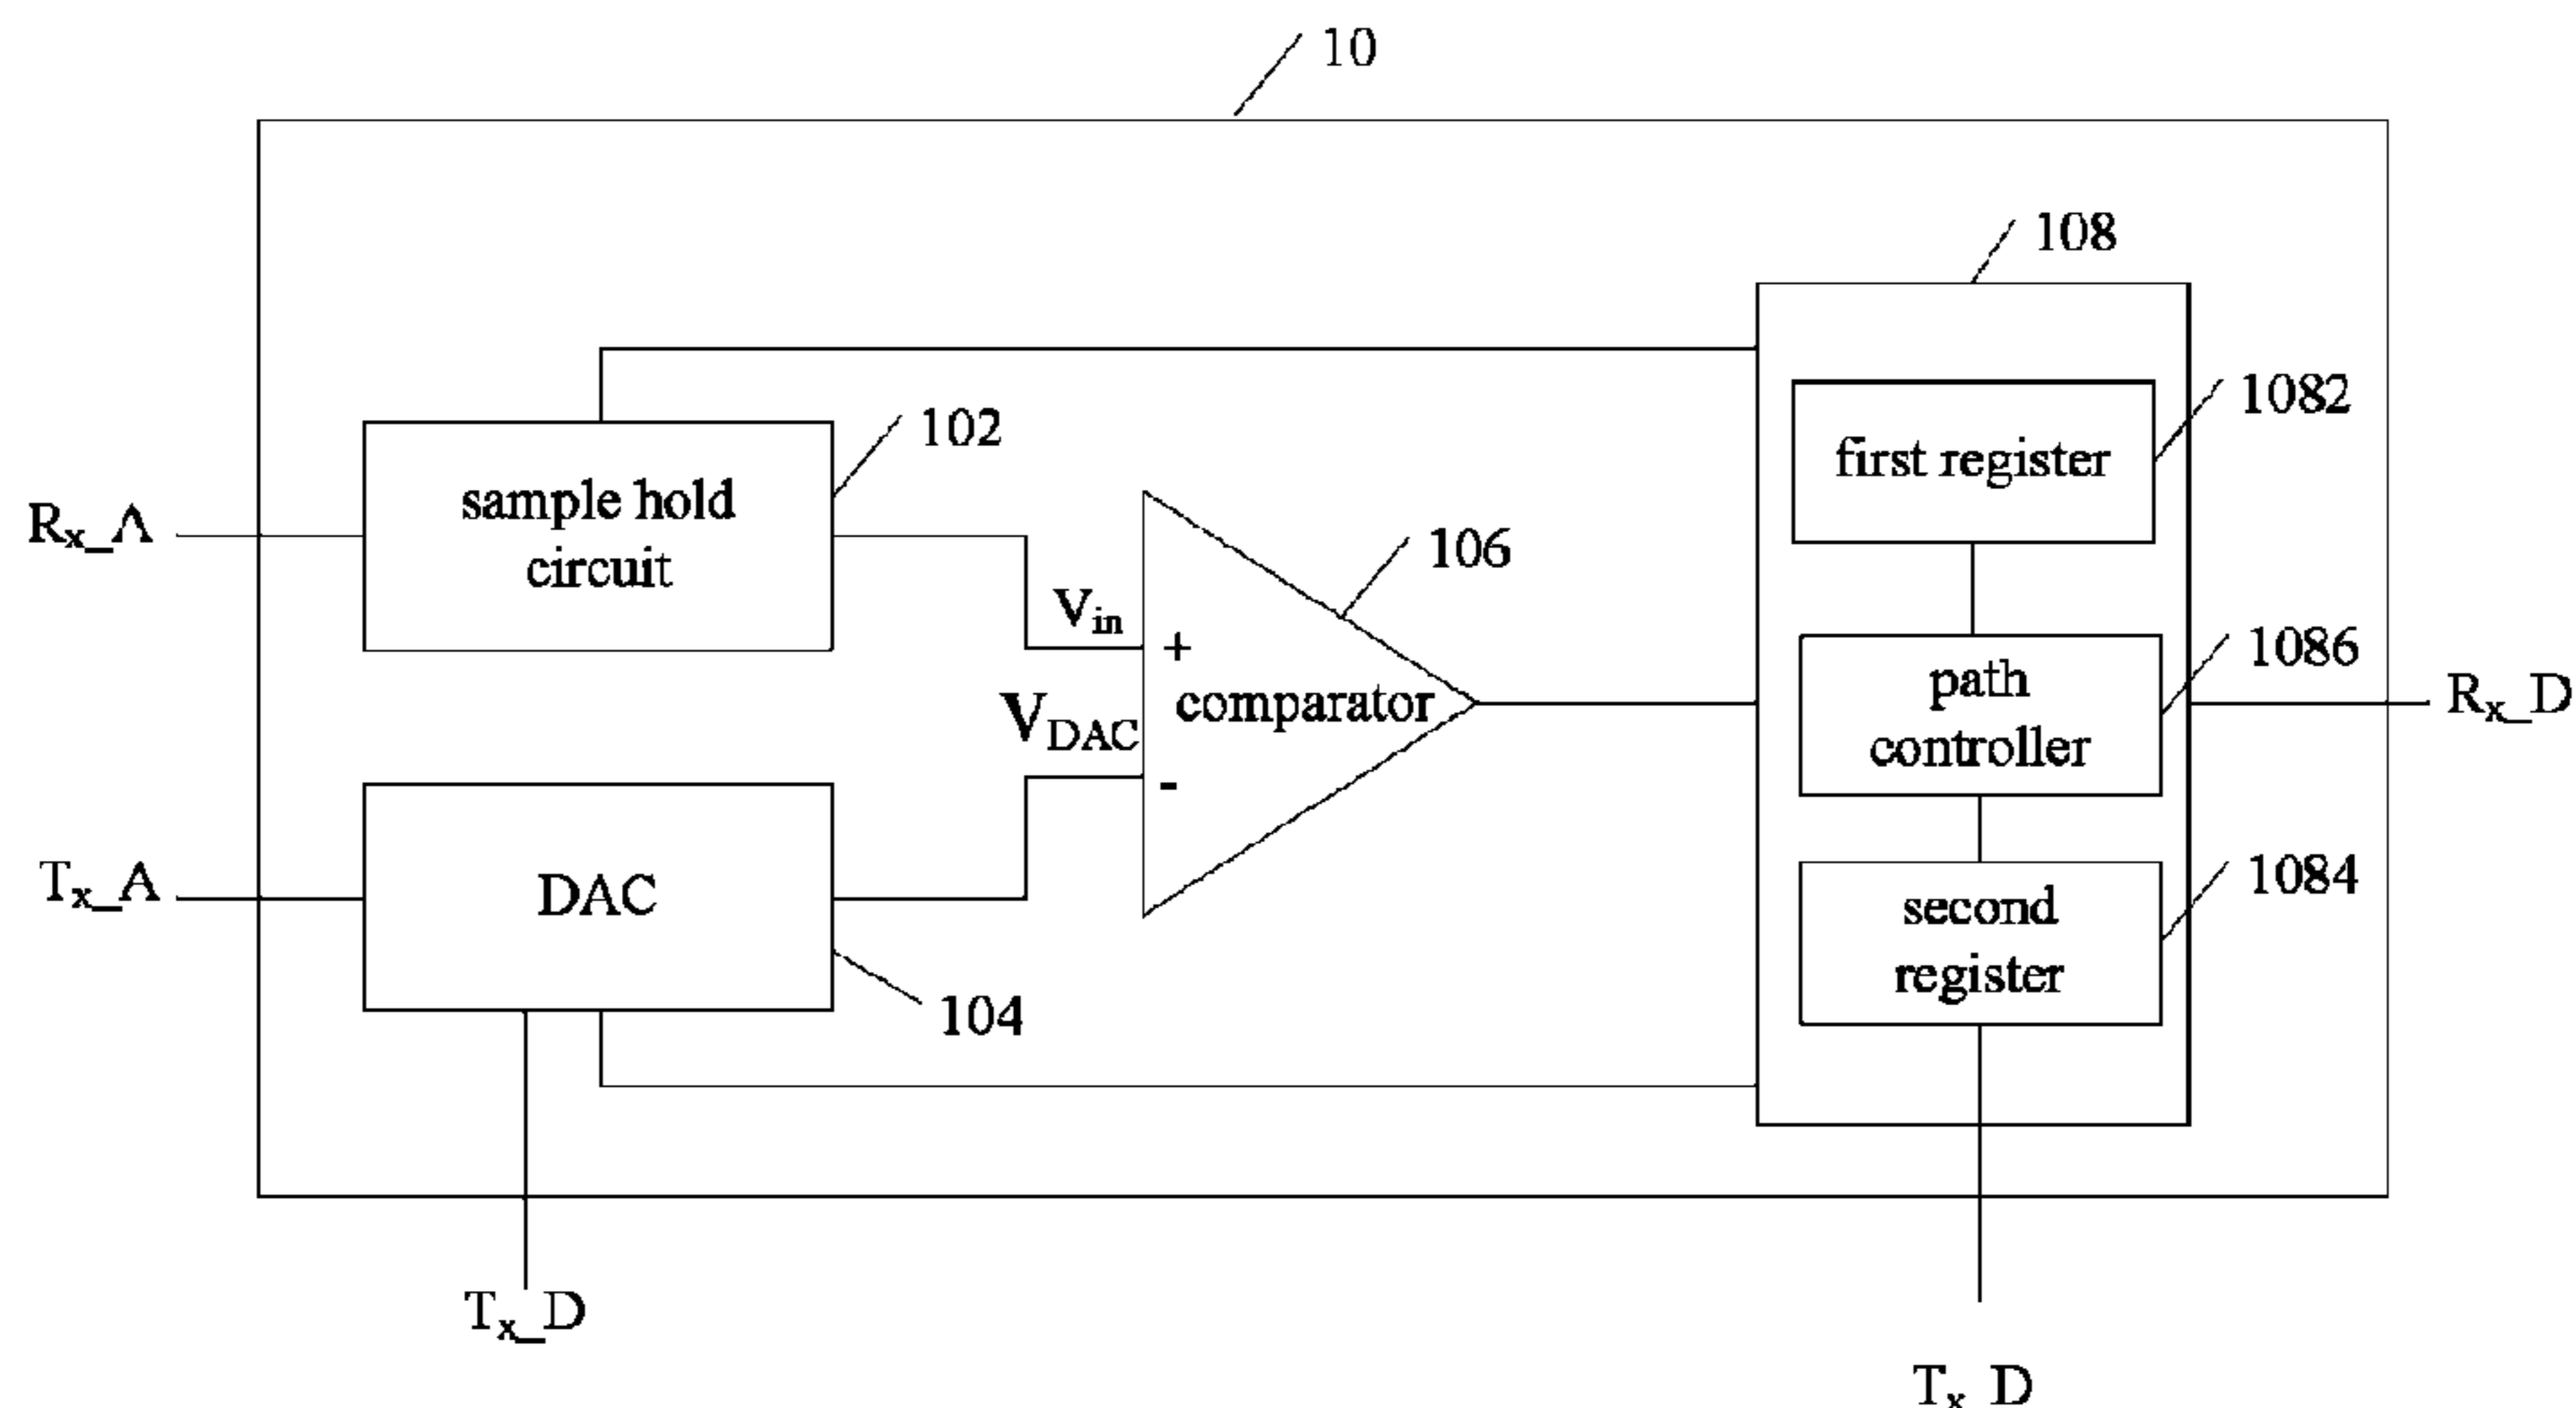 10
108
1082
first register
102
sample hold
circuit
Rx_A
106
Vin
+
comparator
VDAC
-
1086
path
controller
Rx_D
Tx_A
DAC
104
1084
second
register
Tx_D
Tx_D